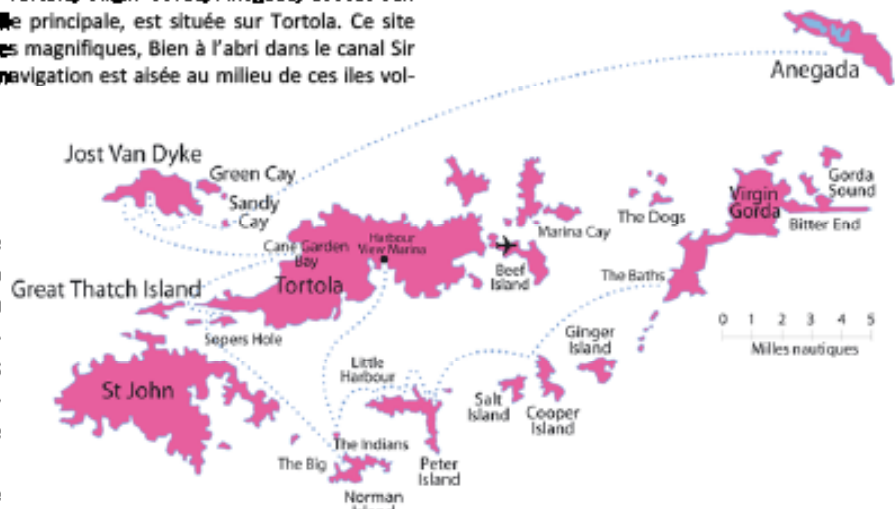 e principale, est située sur Tortola. Ce site
s magnifiques, Bien à l'abri dans le canal Sir
navigation est aisée au milieu de ces iles vol-
Anegada
Jost Van Dyke
Green Cay
Sandy
Cay
Gorda
Sound
Virgin
Gorda
Bitter End
The Dogs
Marina Cay
Cane Garden
Bay
Harbour
View Marina
Beef
Island
The Baths
Tortola
Great Thatch Island
Sopers Hole
0 1 2 3 4 5
Milles nautiques
Ginger
Island
Little
Harbour
St John
Salt
Island
Cooper
Island
The Indians
The Big
Peter
Island
Norman